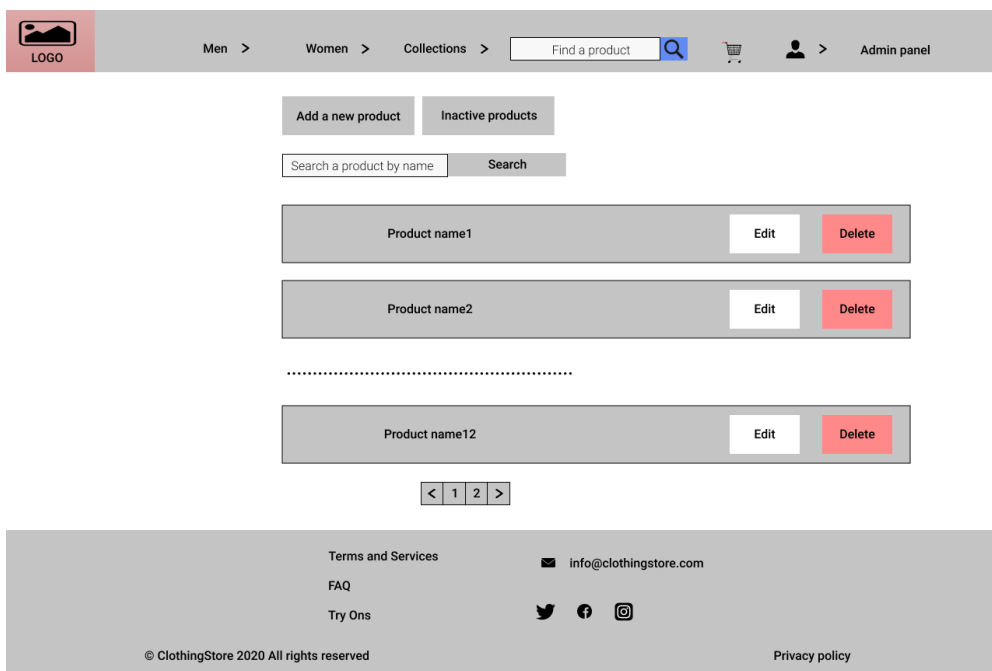 LOGO
Men >
Women >
Collections >
Find a product
>
Admin panel
Add a new product
Inactive products
Search a product by name
Search
Product name1
Edit
Delete
Product name2
Edit
Delete
.......................................................
Product name12
Edit
Delete
< 1 2 >
Terms and Services
info@clothingstore.com
FAQ
Try Ons
© ClothingStore 2020 All rights reserved
Privacy policy